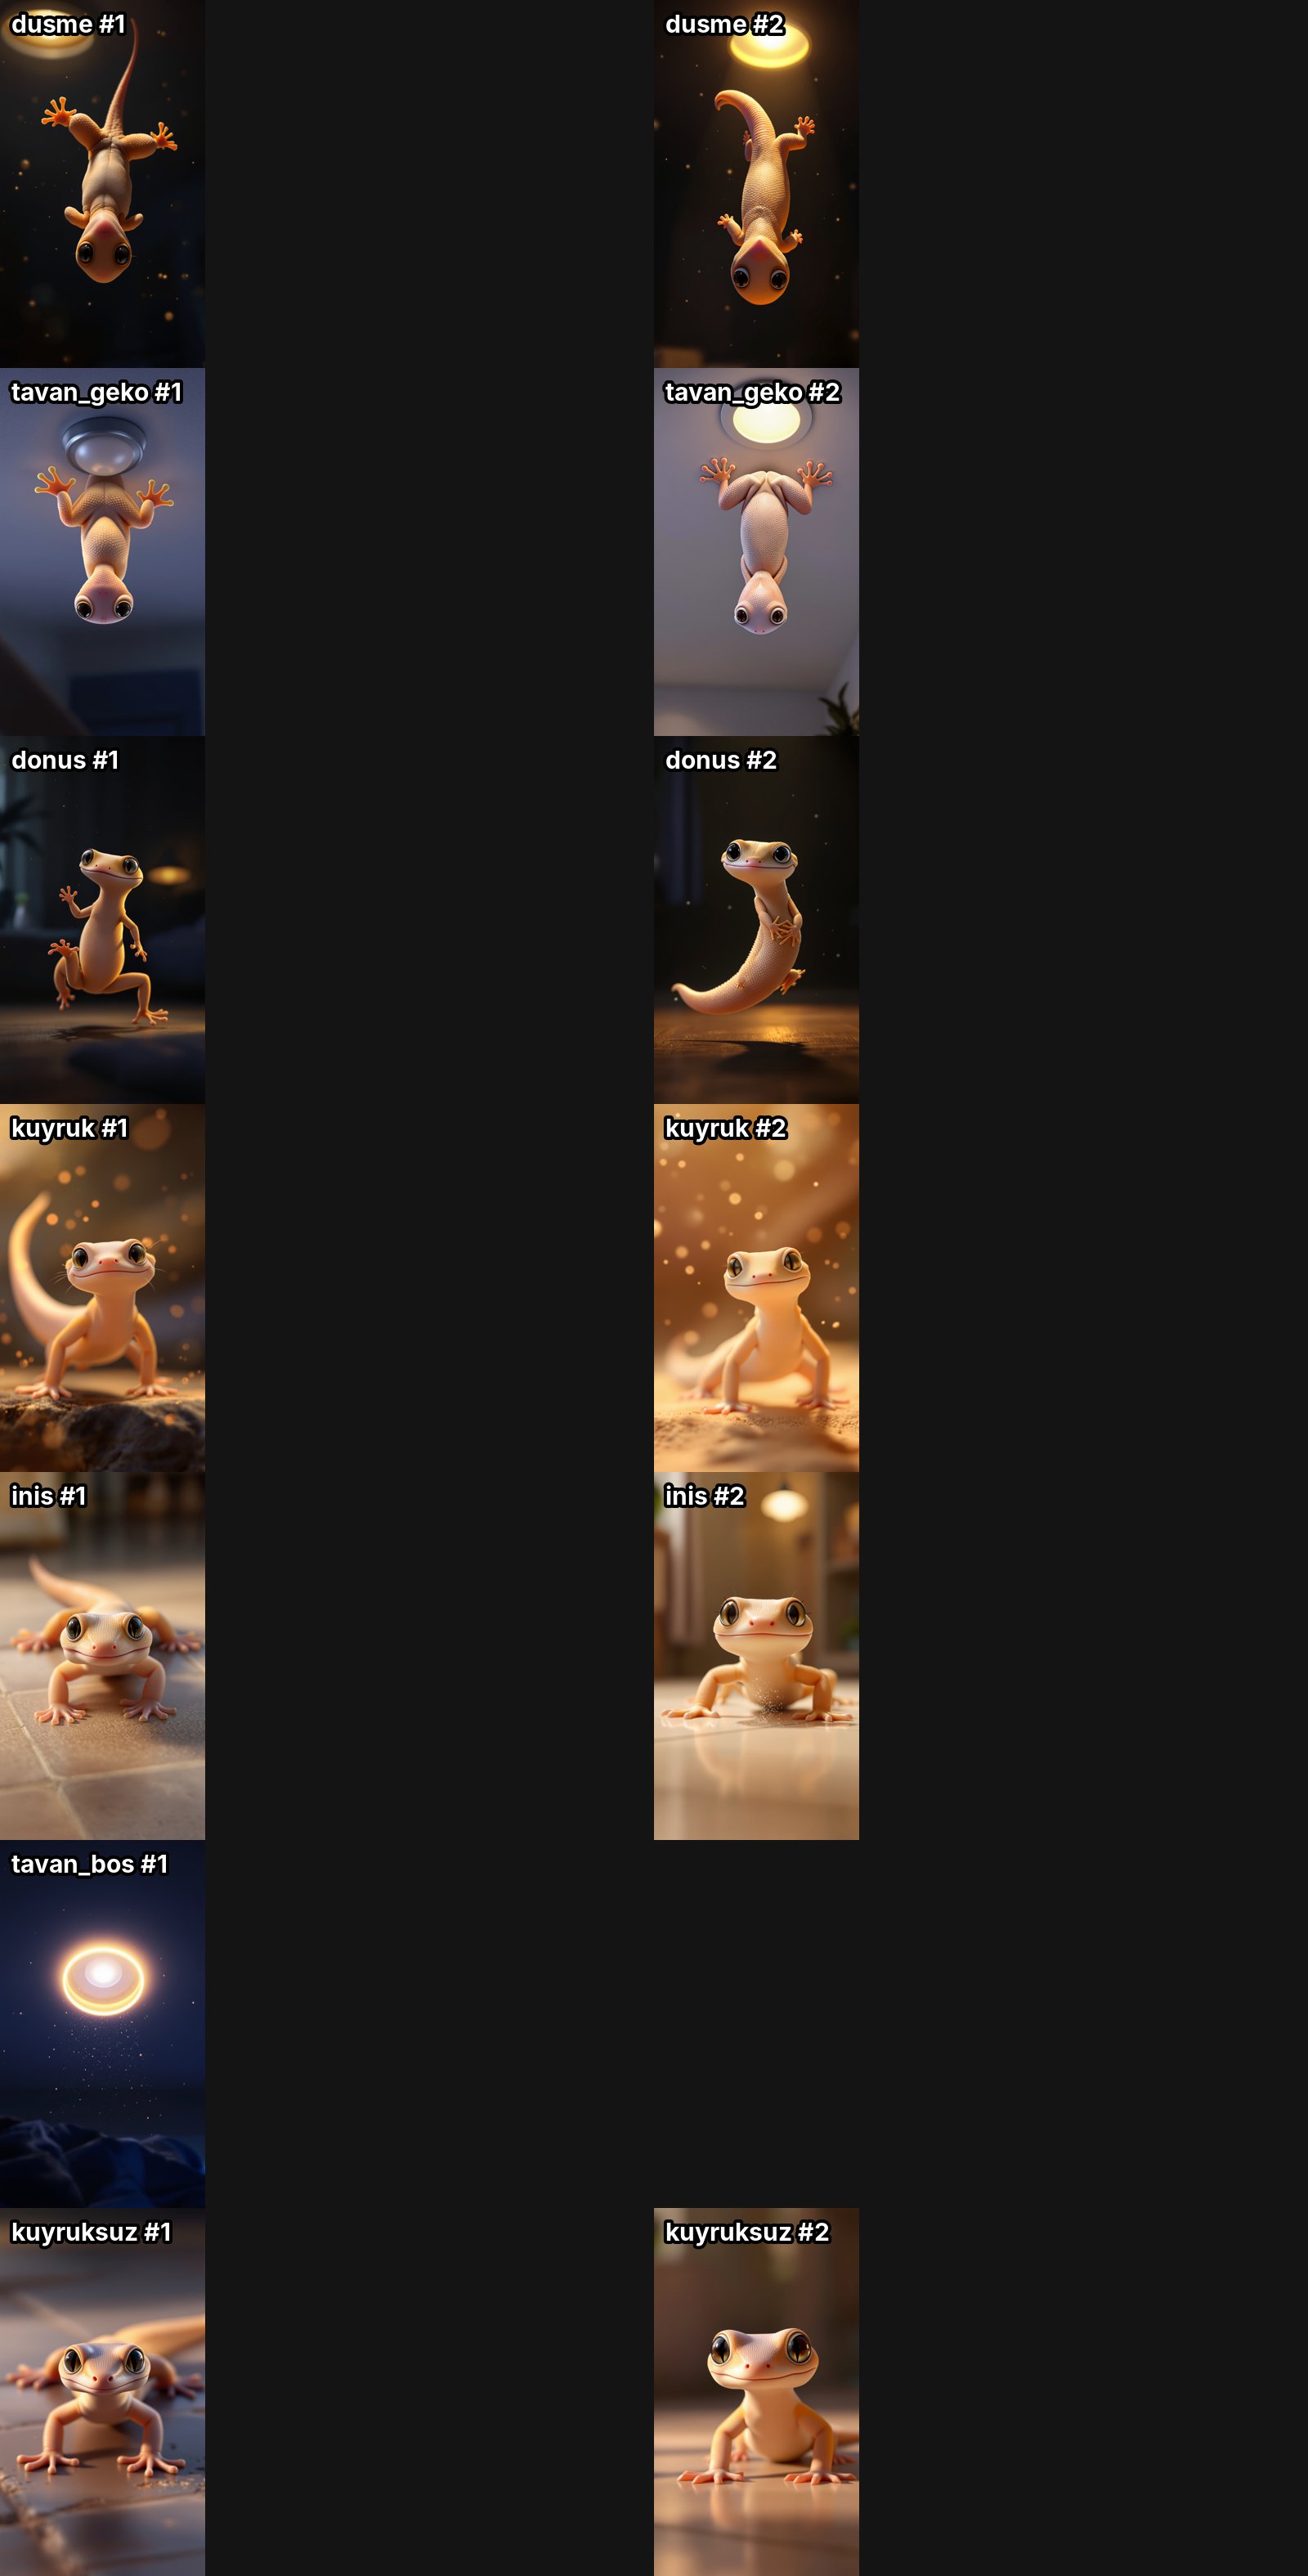 dusme #1
dusme #2
tavan_geko #1
tavan_geko #2
donus #1
donus #2
kuyruk #1
kuyruk #2
inis #1
inis #2
tavan_bos #1
kuyruksuz #1
kuyruksuz #2